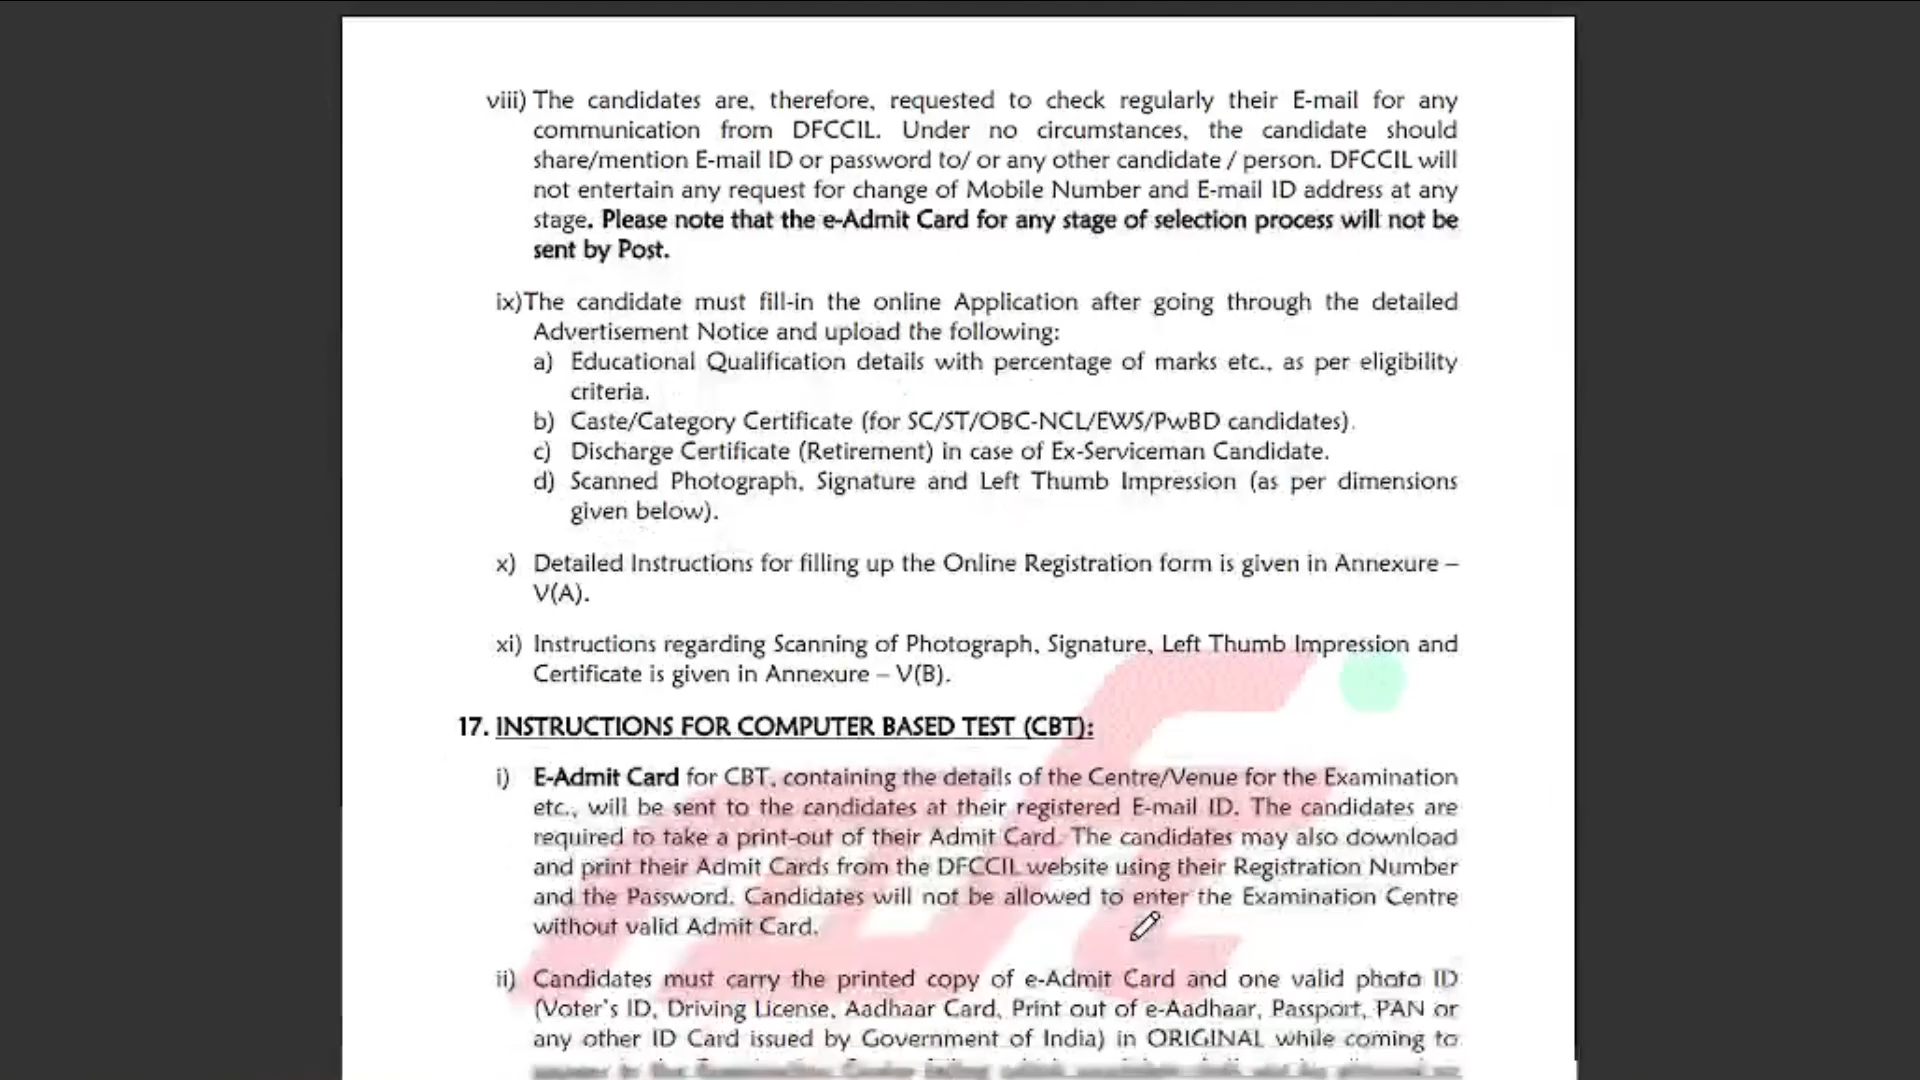 viii) The candidates are, therefore, requested to check regularly their E-mail for any
communication from DFCCIL. Under no circumstances, the candidate should
share/mention E-mail ID or password to/ or any other candidate / person. DFCCIL will
not entertain any request for change of Mobile Number and E-mail ID address at any
stage. Please note that the e-Admit Card for any stage of selection process will not be
sent by Post.
ix)The candidate must fill-in the online Application after going through the detailed
Advertisement Notice and upload the following:
a) Educational Qualification details with percentage of marks etc., as per eligibility
criteria.
b) Caste/Category Certificate (for SC/ST/OBC-NCL/EWS/PwBD candidates).
c) Discharge Certificate (Retirement) in case of Ex-Serviceman Candidate.
d) Scanned Photograph, Signature and Left Thumb Impression (as per dimensions
given below).
x) Detailed Instructions for filling up the Online Registration form is given in Annexure –
V(A).
xi) Instructions regarding Scanning of Photograph, Signature, Left Thumb Impression and
Certificate is given in Annexure – V(B).
17. INSTRUCTIONS FOR COMPUTER BASED TEST (CBT):
i) E-Admit Card for CBT, containing the details of the Centre/Venue for the Examination
etc., will be sent to the candidates at their registered E-mail ID. The candidates are
required to take a print-out of their Admit Card. The candidates may also download
and print their Admit Cards from the DFCCIL website using their Registration Number
and the Password. Candidates will not be allowed to enter the Examination Centre
without valid Admit Card.
ii) Candidates must carry the printed copy of e-Admit Card and one valid photo ID
(Voter's ID, Driving License, Aadhaar Card, Print out of e-Aadhaar, Passport, PAN or
any other ID Card issued by Government of India) in ORIGINAL while coming to